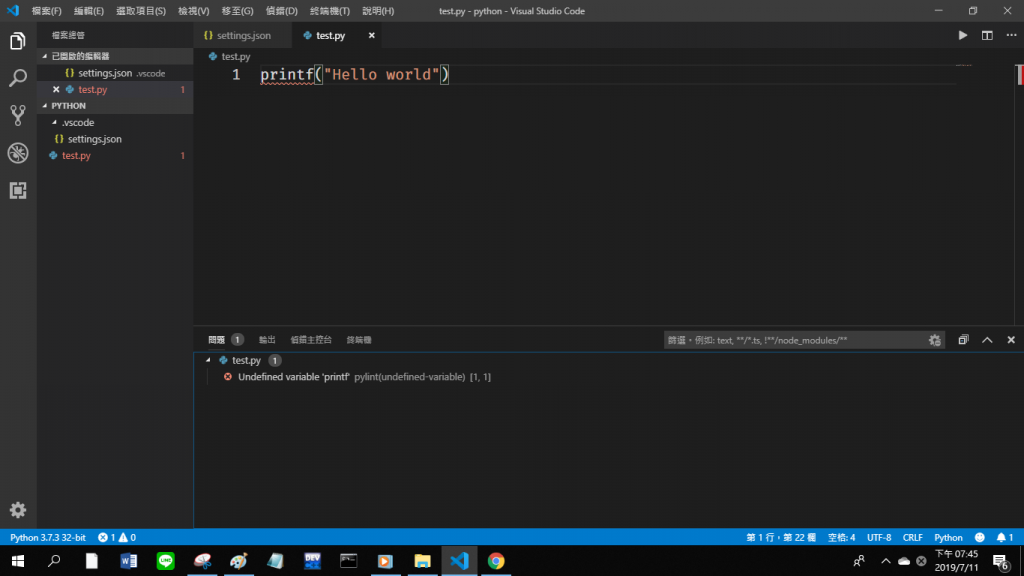 檔案(F) 編輯(E) 選取項目(S) 檢視(V) 移至(G) 偵錯(D) 終端機(T) 說明(H) test.py - python - Visual Studio Code
檔案總管
已開啟的編輯器
{} settings.json .vscode
test.py 1
PYTHON
.vscode
{} settings.json
test.py 1
{} settings.json test.py
test.py
1 printf("Hello world")
問題 1 輸出 偵錯主控台 終端機 篩選。例如: text, **/*.ts, !**/node_modules/**
test.py 1
Undefined variable 'printf' pylint(undefined-variable) [1, 1]
Python 3.7.3 32-bit 1 0 第 1 行,第 22 欄 空格: 4 UTF-8 CRLF Python 1
W LINE DEV 下午 07:45
2019/7/11 6